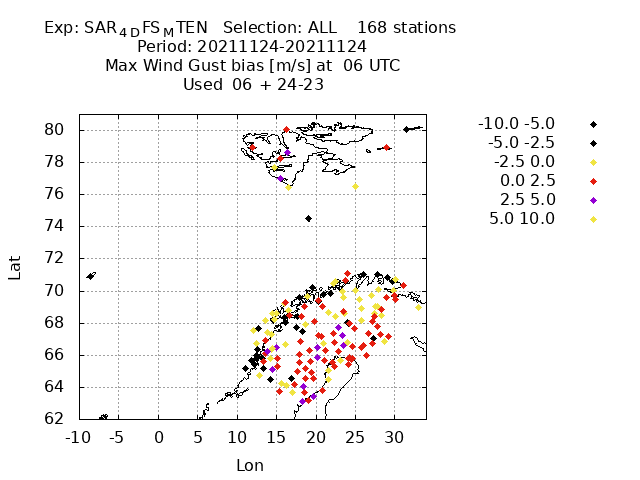 Exp: SAR4DFSMTEN Selection: ALL 168 stations
Period: 20211124-20211124
Max Wind Gust bias [m/s] at 06 UTC
Used 06 + 24-23
-10.0 -5.0
-5.0 -2.5
-2.5 0.0
0.0 2.5
2.5 5.0
5.0 10.0
Lat
80
78
76
74
72
70
68
66
64
62
-10 -5 0 5 10 15 20 25 30
Lon